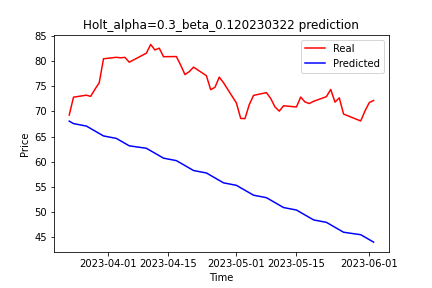 Holt_alpha=0.3_beta_0.120230322 prediction
Real
Predicted
85
80
75
70
65
60
55
50
45
Price
2023-04-01 2023-04-15 2023-05-01 2023-05-15 2023-06-01
Time